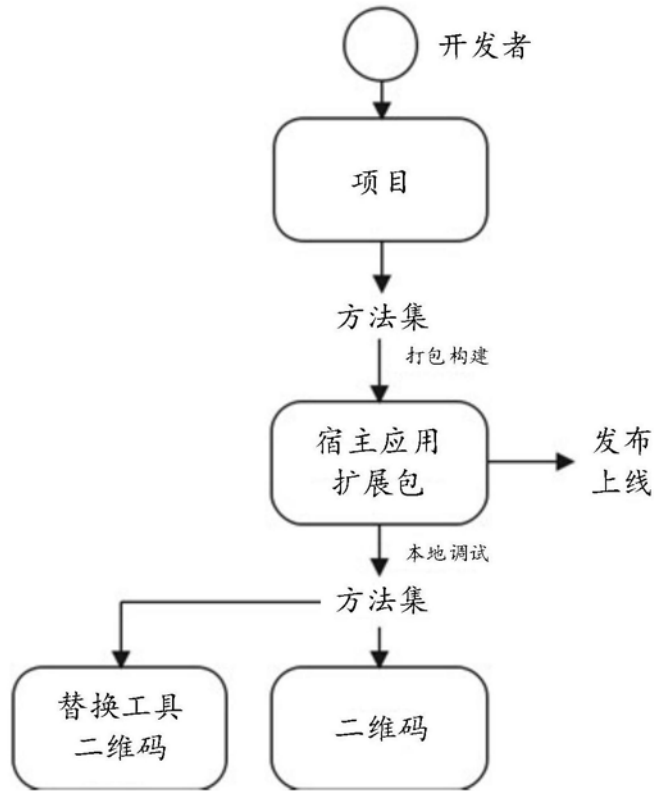 开发者
项目
方法集
打包构建
宿主应用
扩展包
发布
上线
本地调试
方法集
替换工具
二维码
二维码